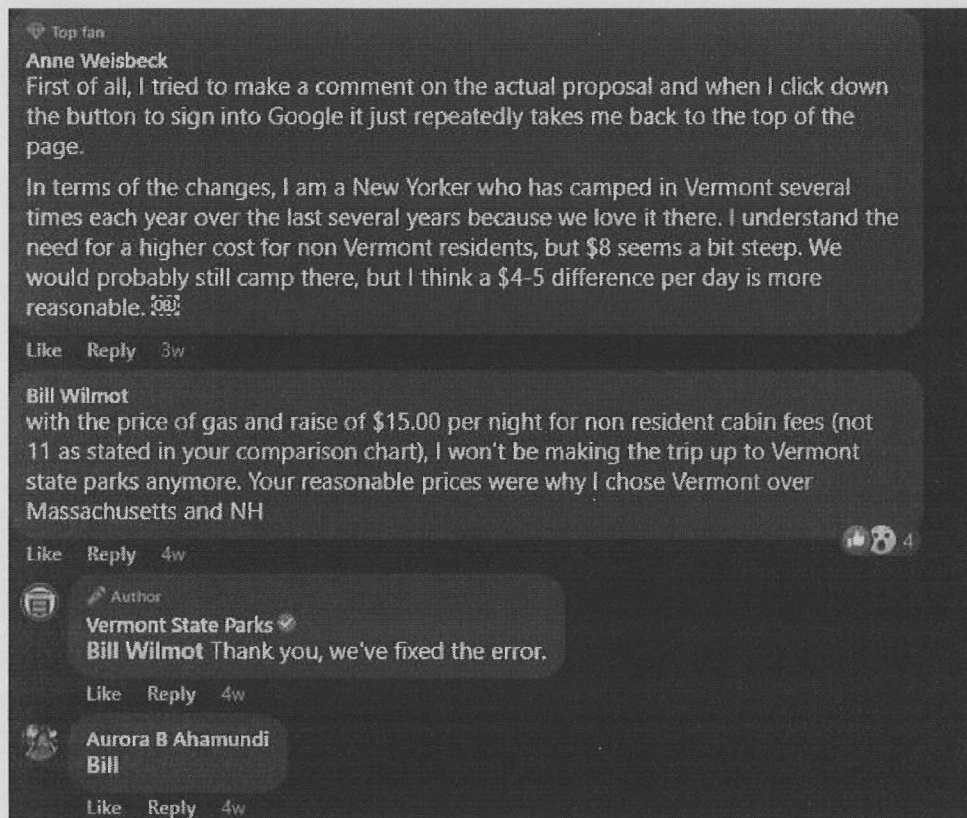 Top fan
Anne Weisbeck
First of all, I tried to make a comment on the actual proposal and when I click down
the button to sign into Google it just repeatedly takes me back to the top of the
page.
In terms of the changes, I am a New Yorker who has camped in Vermont several
times each year over the last several years because we love it there. I understand the
need for a higher cost for non Vermont residents, but $8 seems a bit steep. We
would probably still camp there, but I think a $4-5 difference per day is more
reasonable. OBJ
Like Reply 3w
Bill Wilmot
with the price of gas and raise of $15.00 per night for non resident cabin fees (not
11 as stated in your comparison chart), I won't be making the trip up to Vermont
state parks anymore. Your reasonable prices were why I chose Vermont over
Massachusetts and NH
4
Like Reply 4w
Author
Vermont State Parks
Bill Wilmot Thank you, we've fixed the error.
Like Reply 4w
Aurora B Ahamundi
Bill
Like Reply 4w